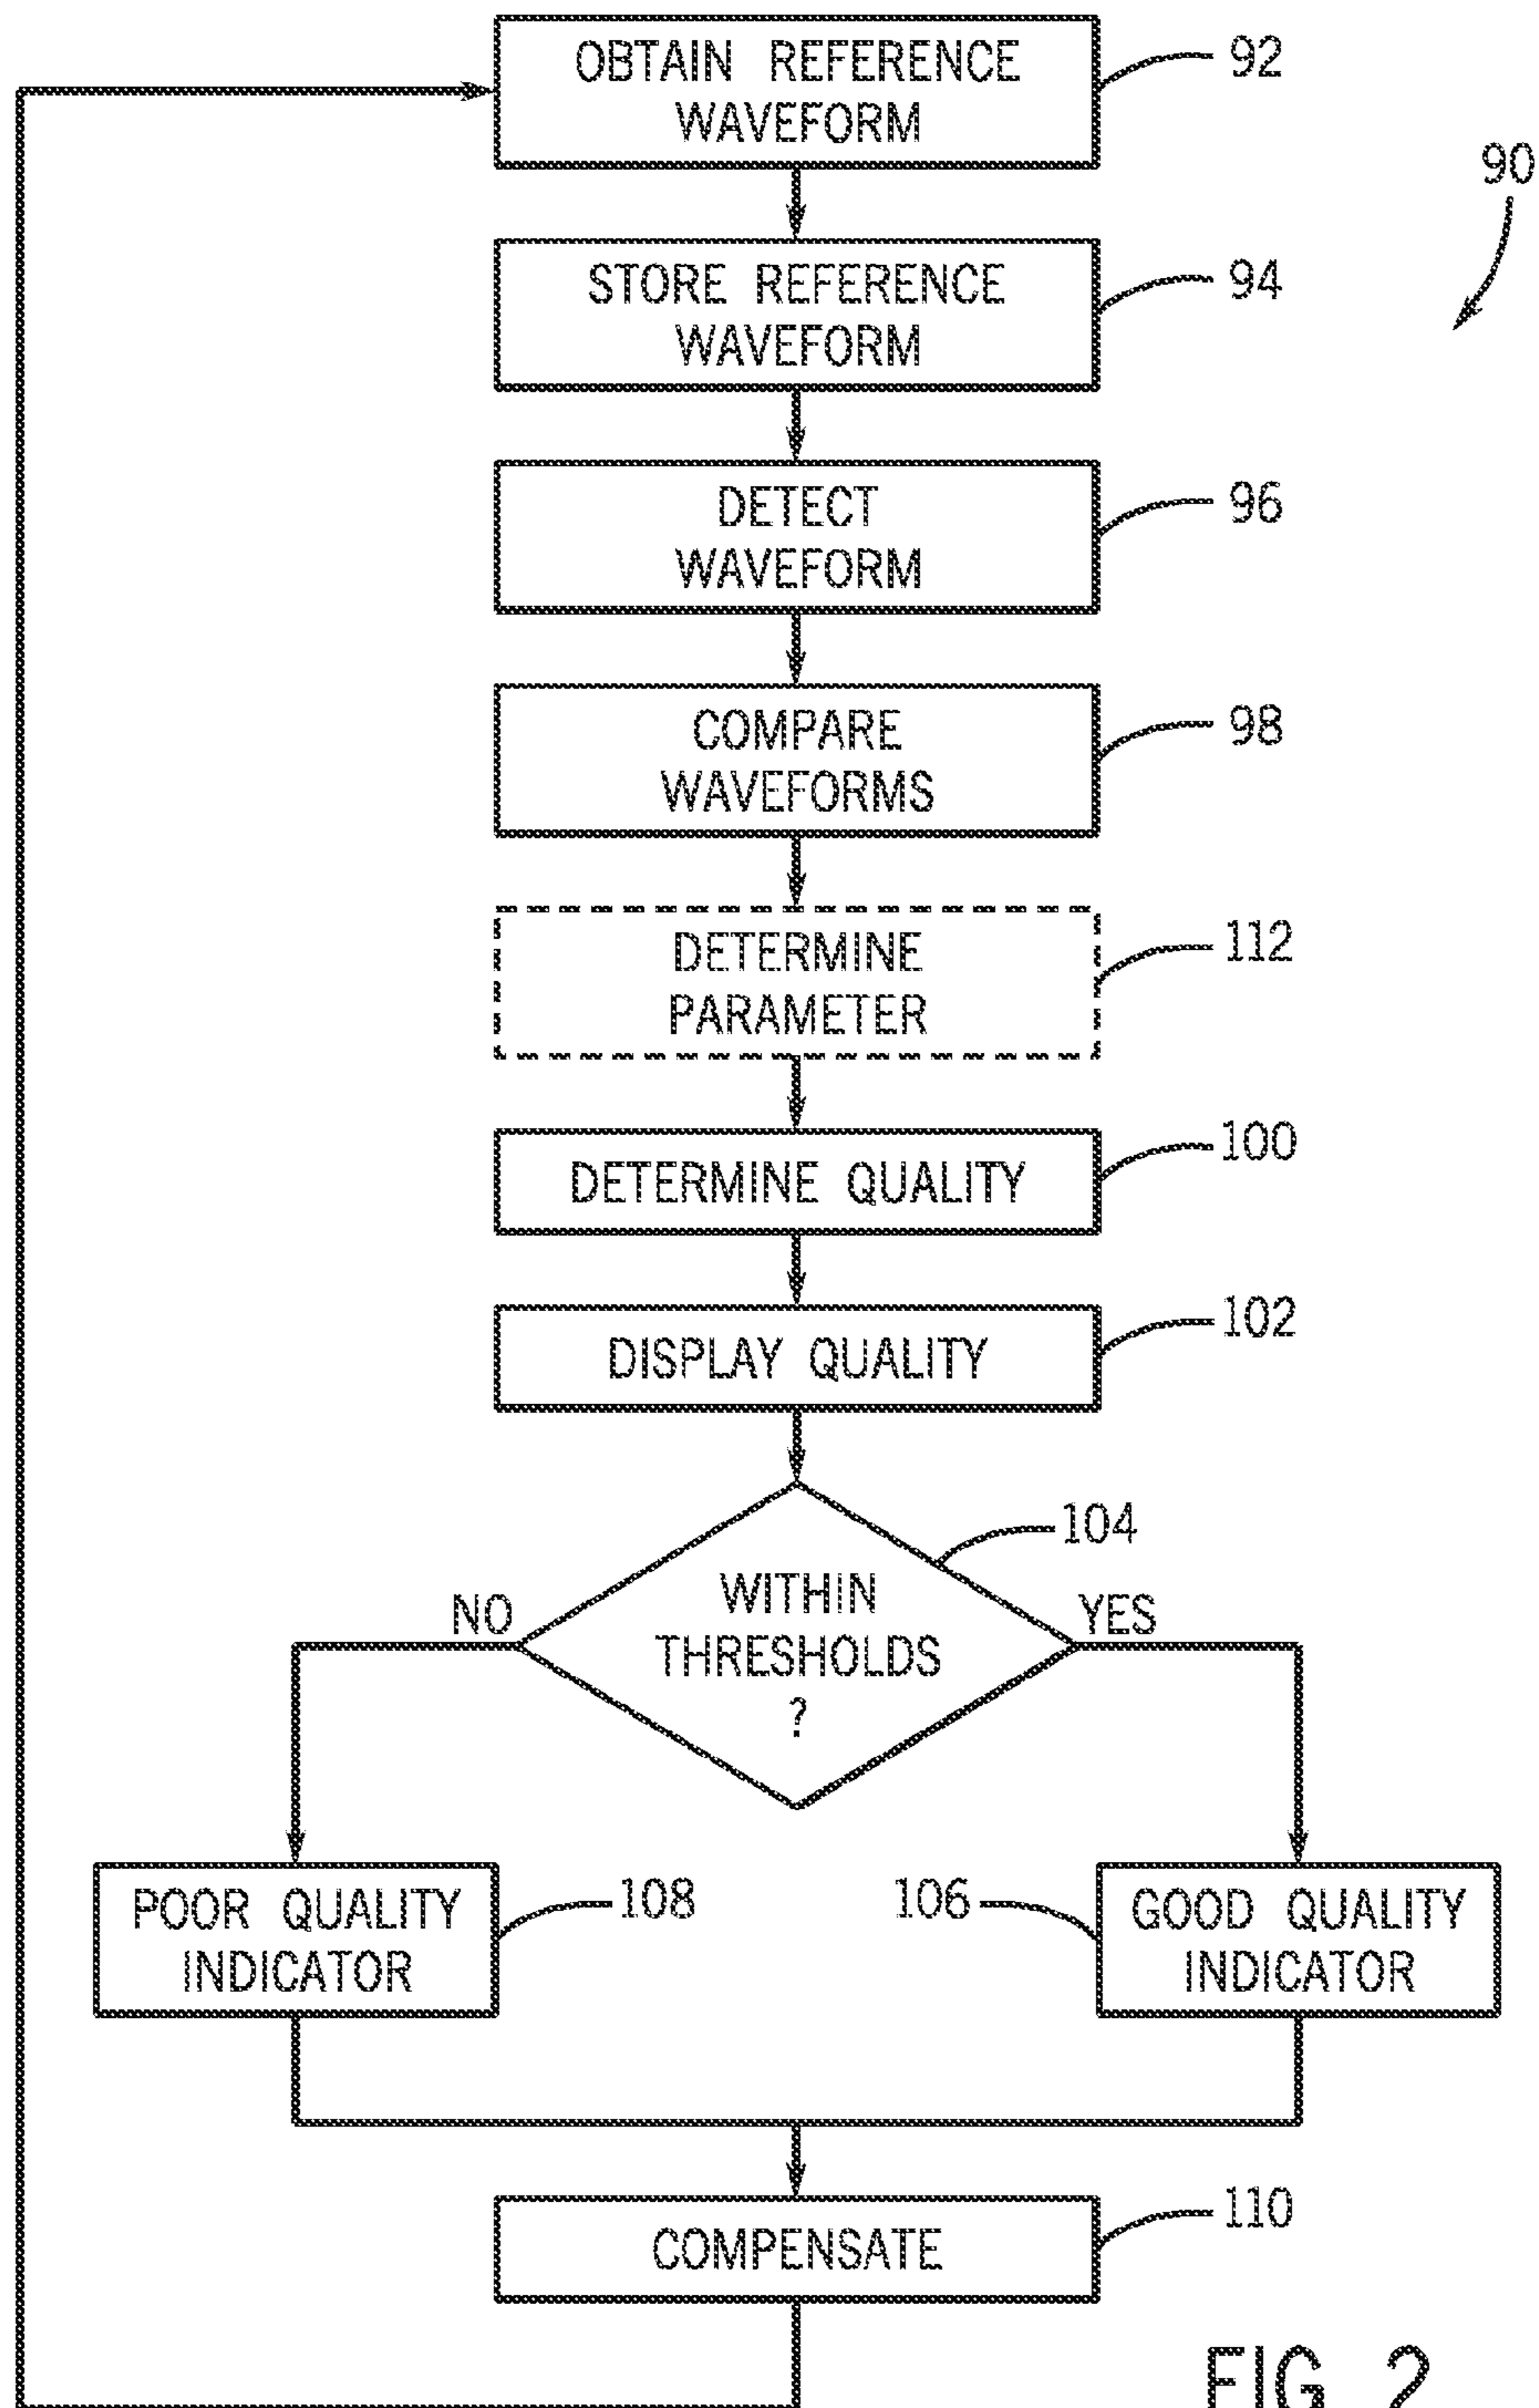 OBTAIN REFERENCE
WAVEFORM
92
90
STORE REFERENCE
WAVEFORM
94
DETECT
WAVEFORM
96
COMPARE
WAVEFORMS
98
DETERMINE
PARAMETER
112
DETERMINE QUALITY
100
DISPLAY QUALITY
102
104
WITHIN
THRESHOLDS
?
NO
YES
POOR QUALITY
INDICATOR
108
106
GOOD QUALITY
INDICATOR
COMPENSATE
110
FIG. 2